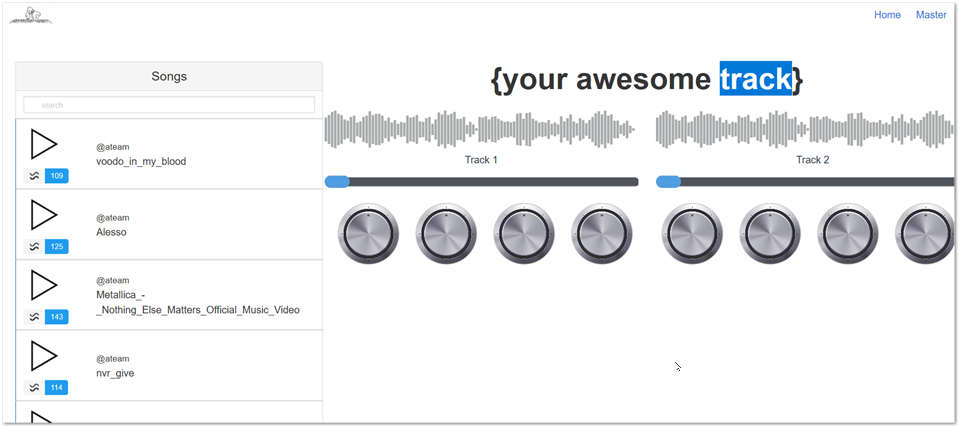 Home Master
Songs
search
@ateam
voodo_in_my_blood
109
@ateam
Alesso
125
@ateam
Metallica_-
_Nothing_Else_Matters_Official_Music_Video
143
@ateam
nvr_give
114
{your awesome track}
Track 1
Track 2